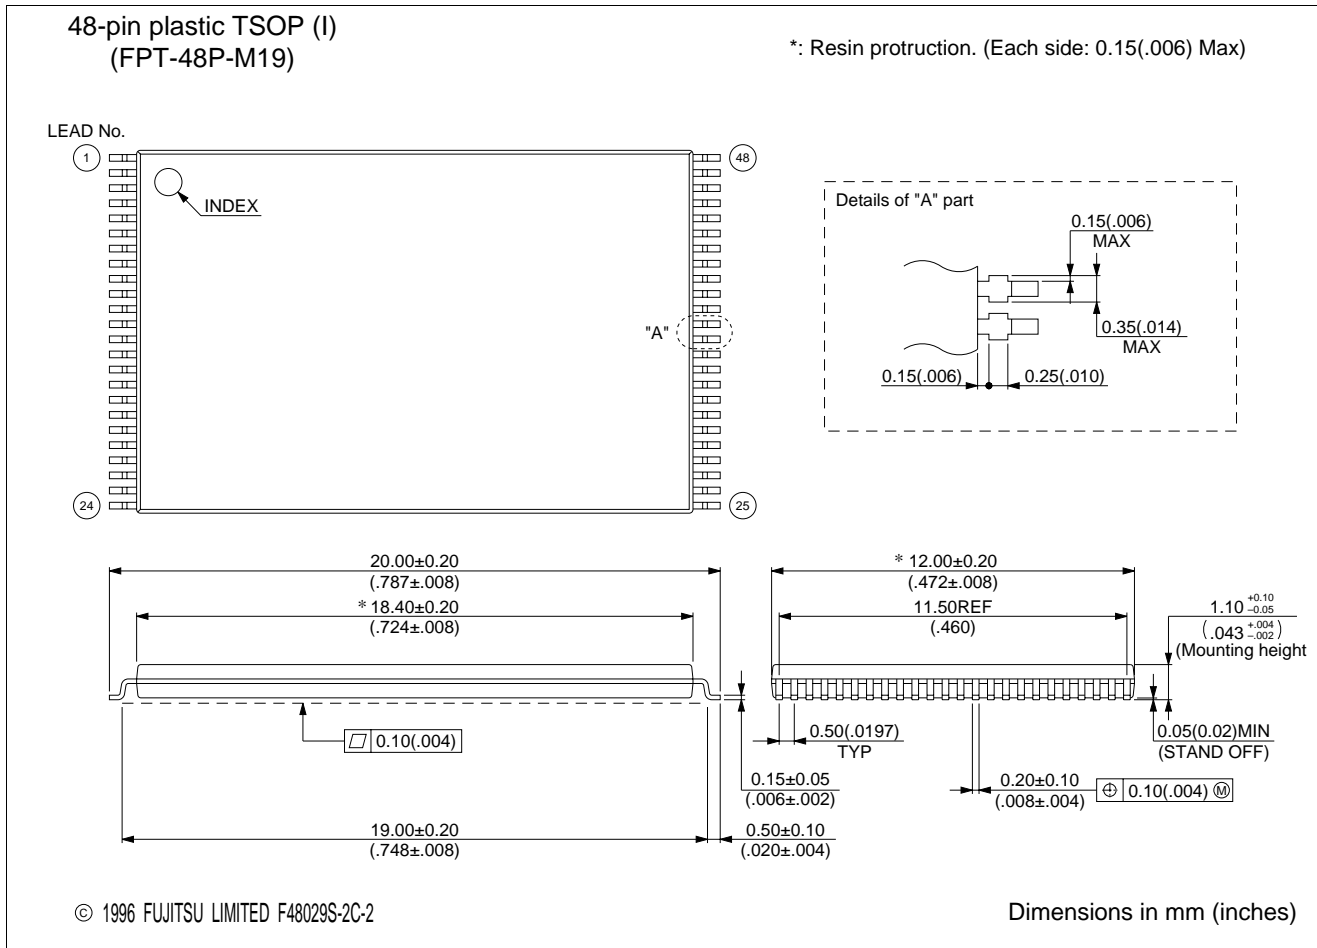 48-pin plastic TSOP (I)
(FPT-48P-M19)
*: Resin protruction. (Each side: 0.15(.006) Max)
LEAD No.
1
48
INDEX
"A"
24
25
Details of "A" part
0.15(.006)
MAX
0.35(.014)
MAX
0.15(.006)
0.25(.010)
20.00±0.20
(.787±.008)
* 18.40±0.20
(.724±.008)
0.10(.004)
0.15±0.05
(.006±.002)
19.00±0.20
(.748±.008)
0.50±0.10
(.020±.004)
* 12.00±0.20
(.472±.008)
11.50REF
(.460)
1.10 +0.10 −0.05
(.043 +.004 −.002)
(Mounting height
0.50(.0197)
TYP
0.05(0.02)MIN
(STAND OFF)
0.20±0.10
(.008±.004)
0.10(.004) Ⓜ
© 1996 FUJITSU LIMITED F48029S-2C-2
Dimensions in mm (inches)